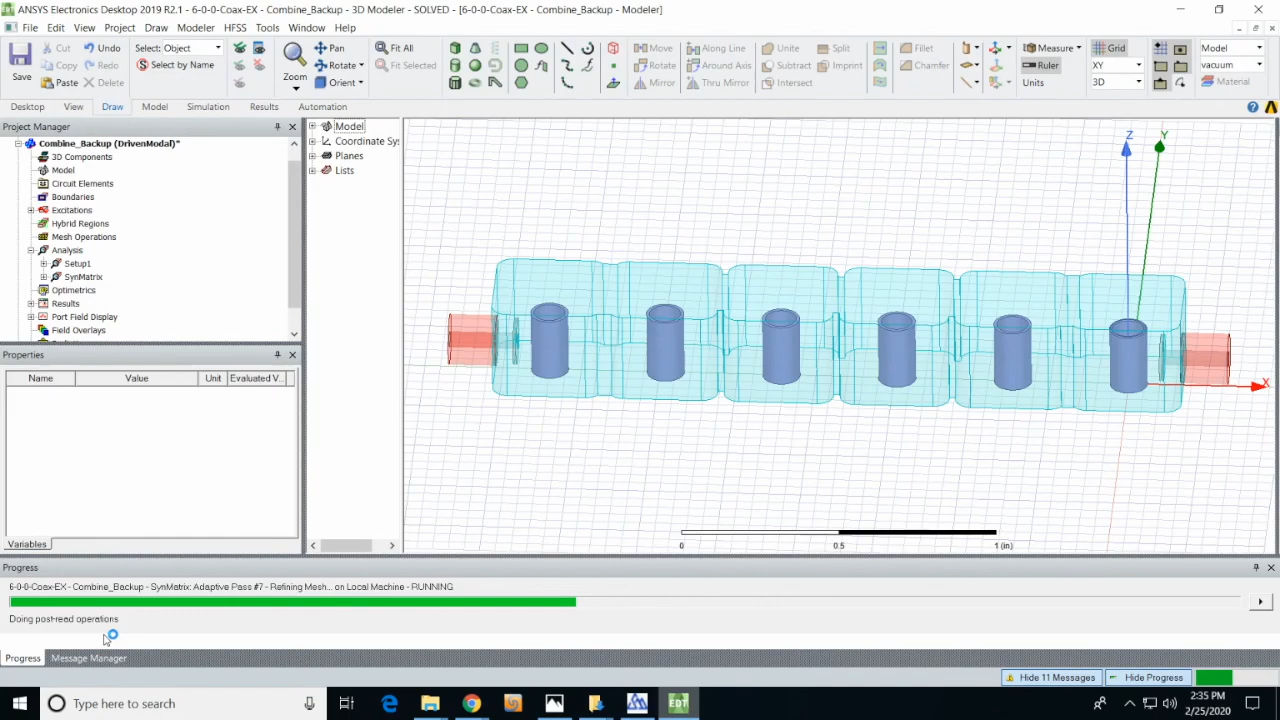 ANSYS Electronics Desktop 2019 R2.1 - 6-0-0-Coax-EX - Combine_Backup - 3D Modeler - SOLVED - [6-0-0-Coax-EX - Combine_Backup - Modeler]
File Edit View Project Draw Modeler HFSS Tools Window Help
Save
Cut
Copy
Paste
Undo
Redo
Delete
Select: Object
Select by Name
Zoom
Pan
Rotate
Orient
Fit All
Fit Selected
Move
Rotate
Mirror
Along Line
Around Axis
Thru Mirror
Unite
Subtract
Intersect
Split
Imprint
Fillet
Chamfer
Measure
Ruler
Units
Grid
XY
3D
Model
vacuum
Material
Desktop View Draw Model Simulation Results Automation
Project Manager
Combine_Backup (DrivenModal)*
3D Components
Model
Circuit Elements
Boundaries
Excitations
Hybrid Regions
Mesh Operations
Analysis
Setup1
SynMatrix
Optimetrics
Results
Port Field Display
Field Overlays
Model
Coordinate Sy
Planes
Lists
Z
Y
X
0 0.5 1 (in)
Properties
Name Value Unit Evaluated V...
Variables
Progress
6-0-0-Coax-EX - Combine_Backup - SynMatrix: Adaptive Pass #7 - Refining Mesh... on Local Machine - RUNNING
Doing post-read operations
Progress Message Manager
Hide 11 Messages Hide Progress
Type here to search
EDT
2:35 PM
2/25/2020